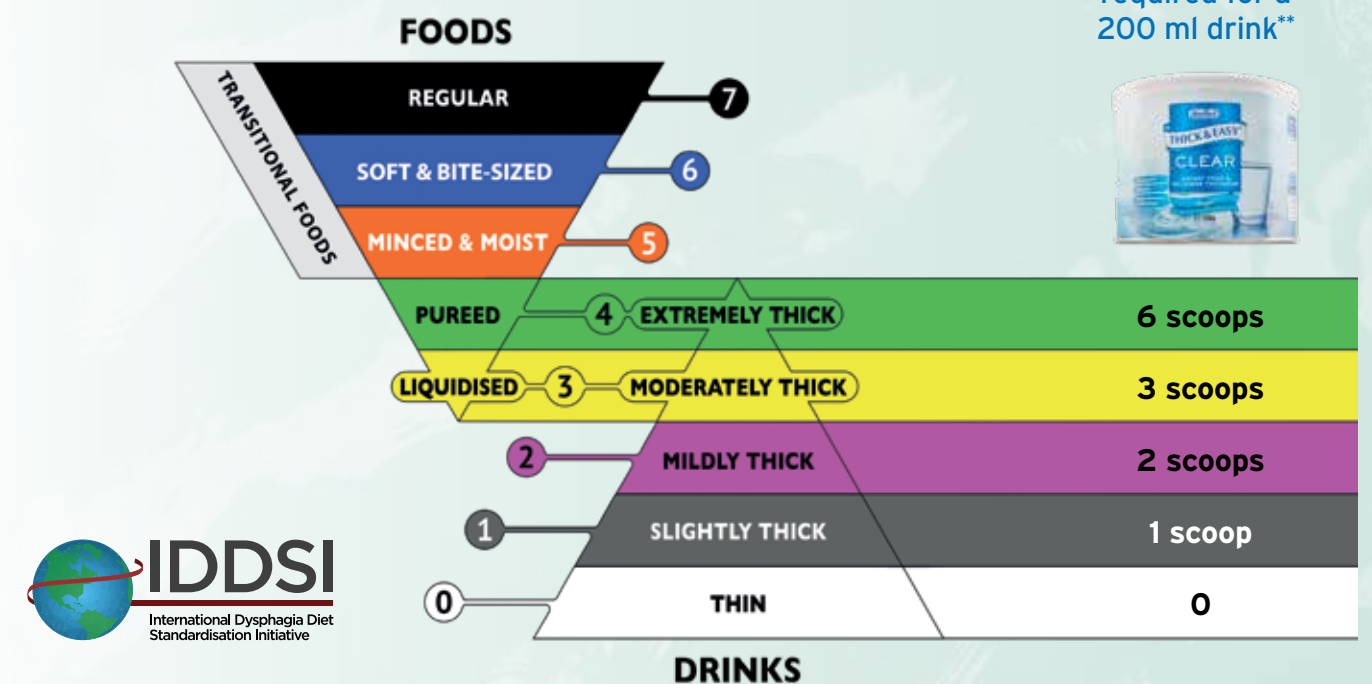 required for a
200 ml drink**
FOODS
TRANSITIONAL FOODS
REGULAR
7
SOFT & BITE-SIZED
6
MINCED & MOIST
5
THICK & EASY
CLEAR
PUREED
4
EXTREMELY THICK
6 scoops
LIQUIDISED
3
MODERATELY THICK
3 scoops
2
MILDLY THICK
2 scoops
1
SLIGHTLY THICK
1 scoop
0
THIN
0
DRINKS
IDDSI
International Dysphagia Diet
Standardisation Initiative